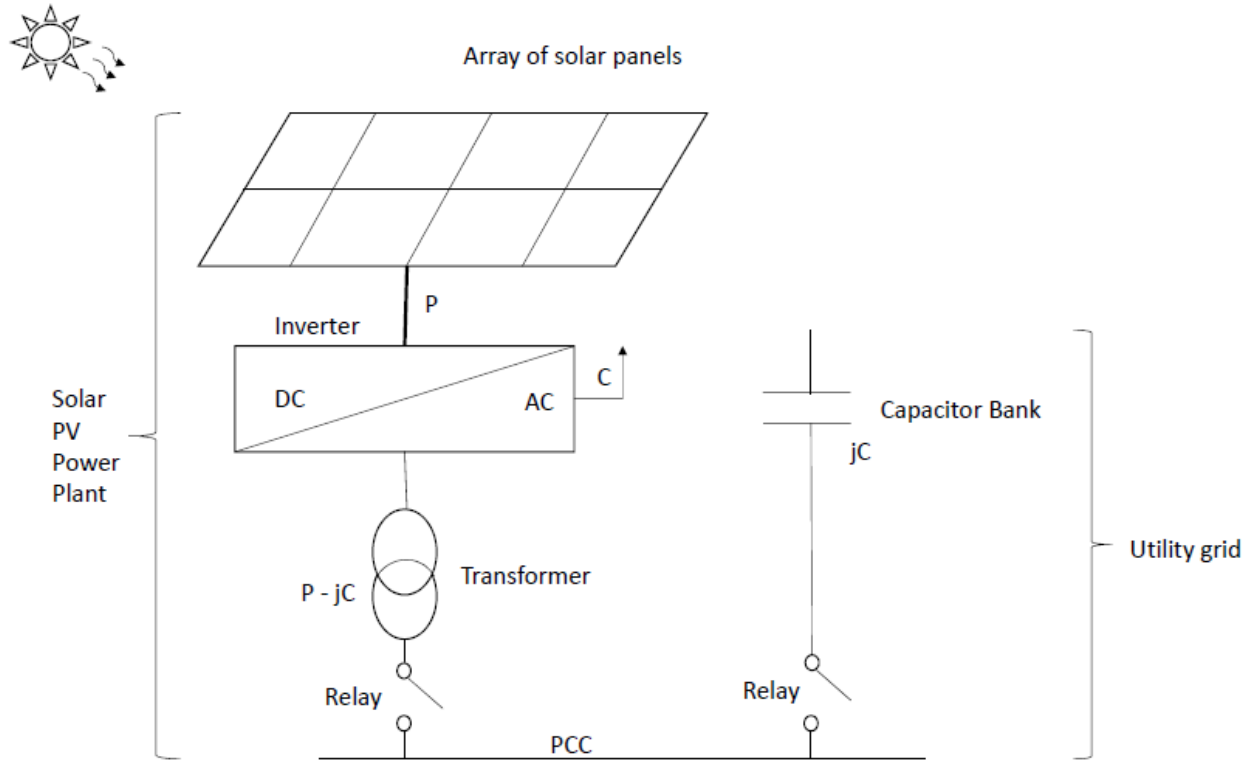 Array of solar panels
P
Inverter
DC
AC
C
Solar
PV
Power
Plant
Capacitor Bank
jC
Utility grid
Transformer
P - jC
Relay
Relay
PCC